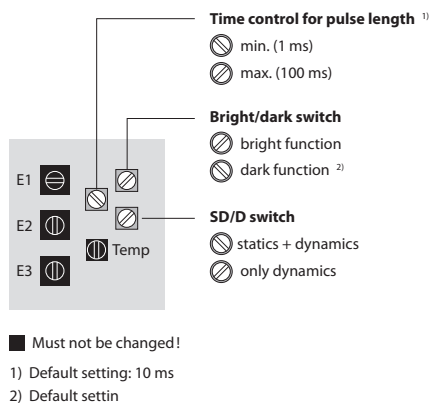 Time control for pulse length 1)
min. (1 ms)
max. (100 ms)
Bright/dark switch
bright function
dark function 2)
SD/D switch
statics + dynamics
only dynamics
E1
E2
E3
Temp
Must not be changed!
1) Default setting: 10 ms
2) Default settin